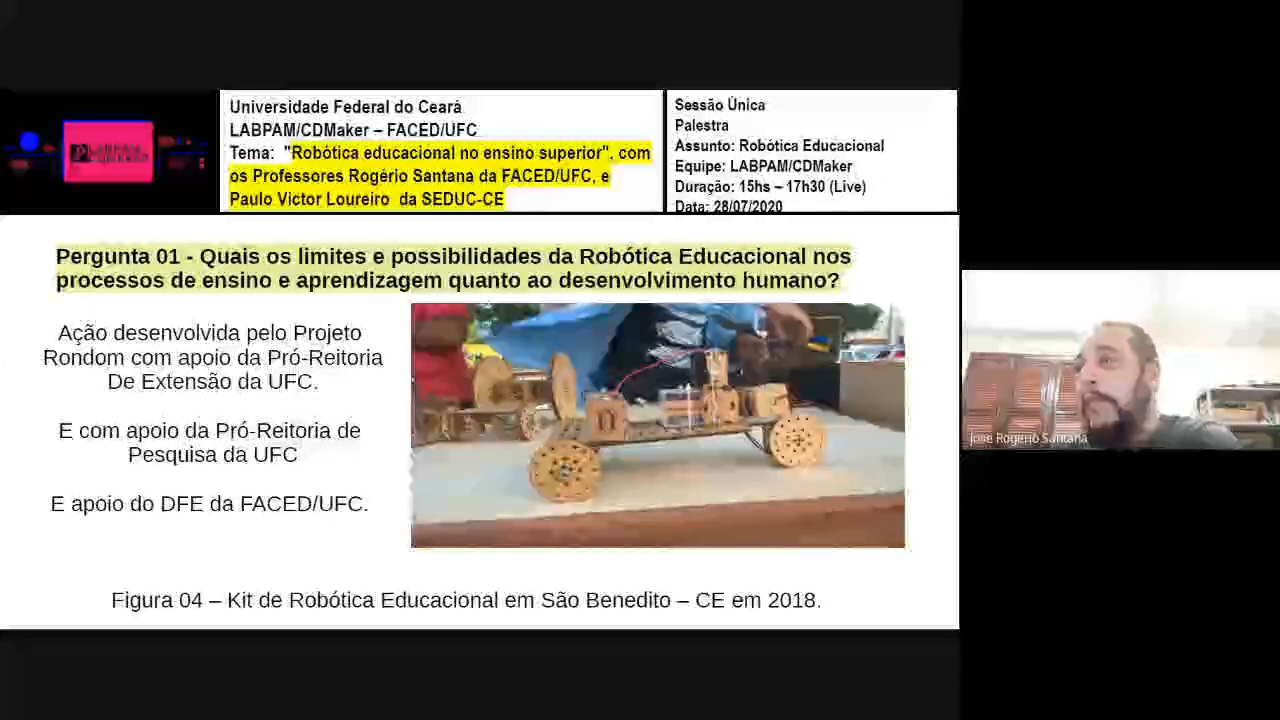 Universidade Federal do Ceará
LABPAM/CDMaker – FACED/UFC
Tema: "Robótica educacional no ensino superior", com
os Professores Rogério Santana da FACED/UFC, e
Paulo Victor Loureiro da SEDUC-CE
Sessão Única
Palestra
Assunto: Robótica Educacional
Equipe: LABPAM/CDMaker
Duração: 15hs – 17h30 (Live)
Data: 28/07/2020
Pergunta 01 - Quais os limites e possibilidades da Robótica Educacional nos
processos de ensino e aprendizagem quanto ao desenvolvimento humano?
Ação desenvolvida pelo Projeto
Rondom com apoio da Pró-Reitoria
De Extensão da UFC.
E com apoio da Pró-Reitoria de
Pesquisa da UFC
E apoio do DFE da FACED/UFC.
Figura 04 – Kit de Robótica Educacional em São Benedito – CE em 2018.
José Rogério Santana